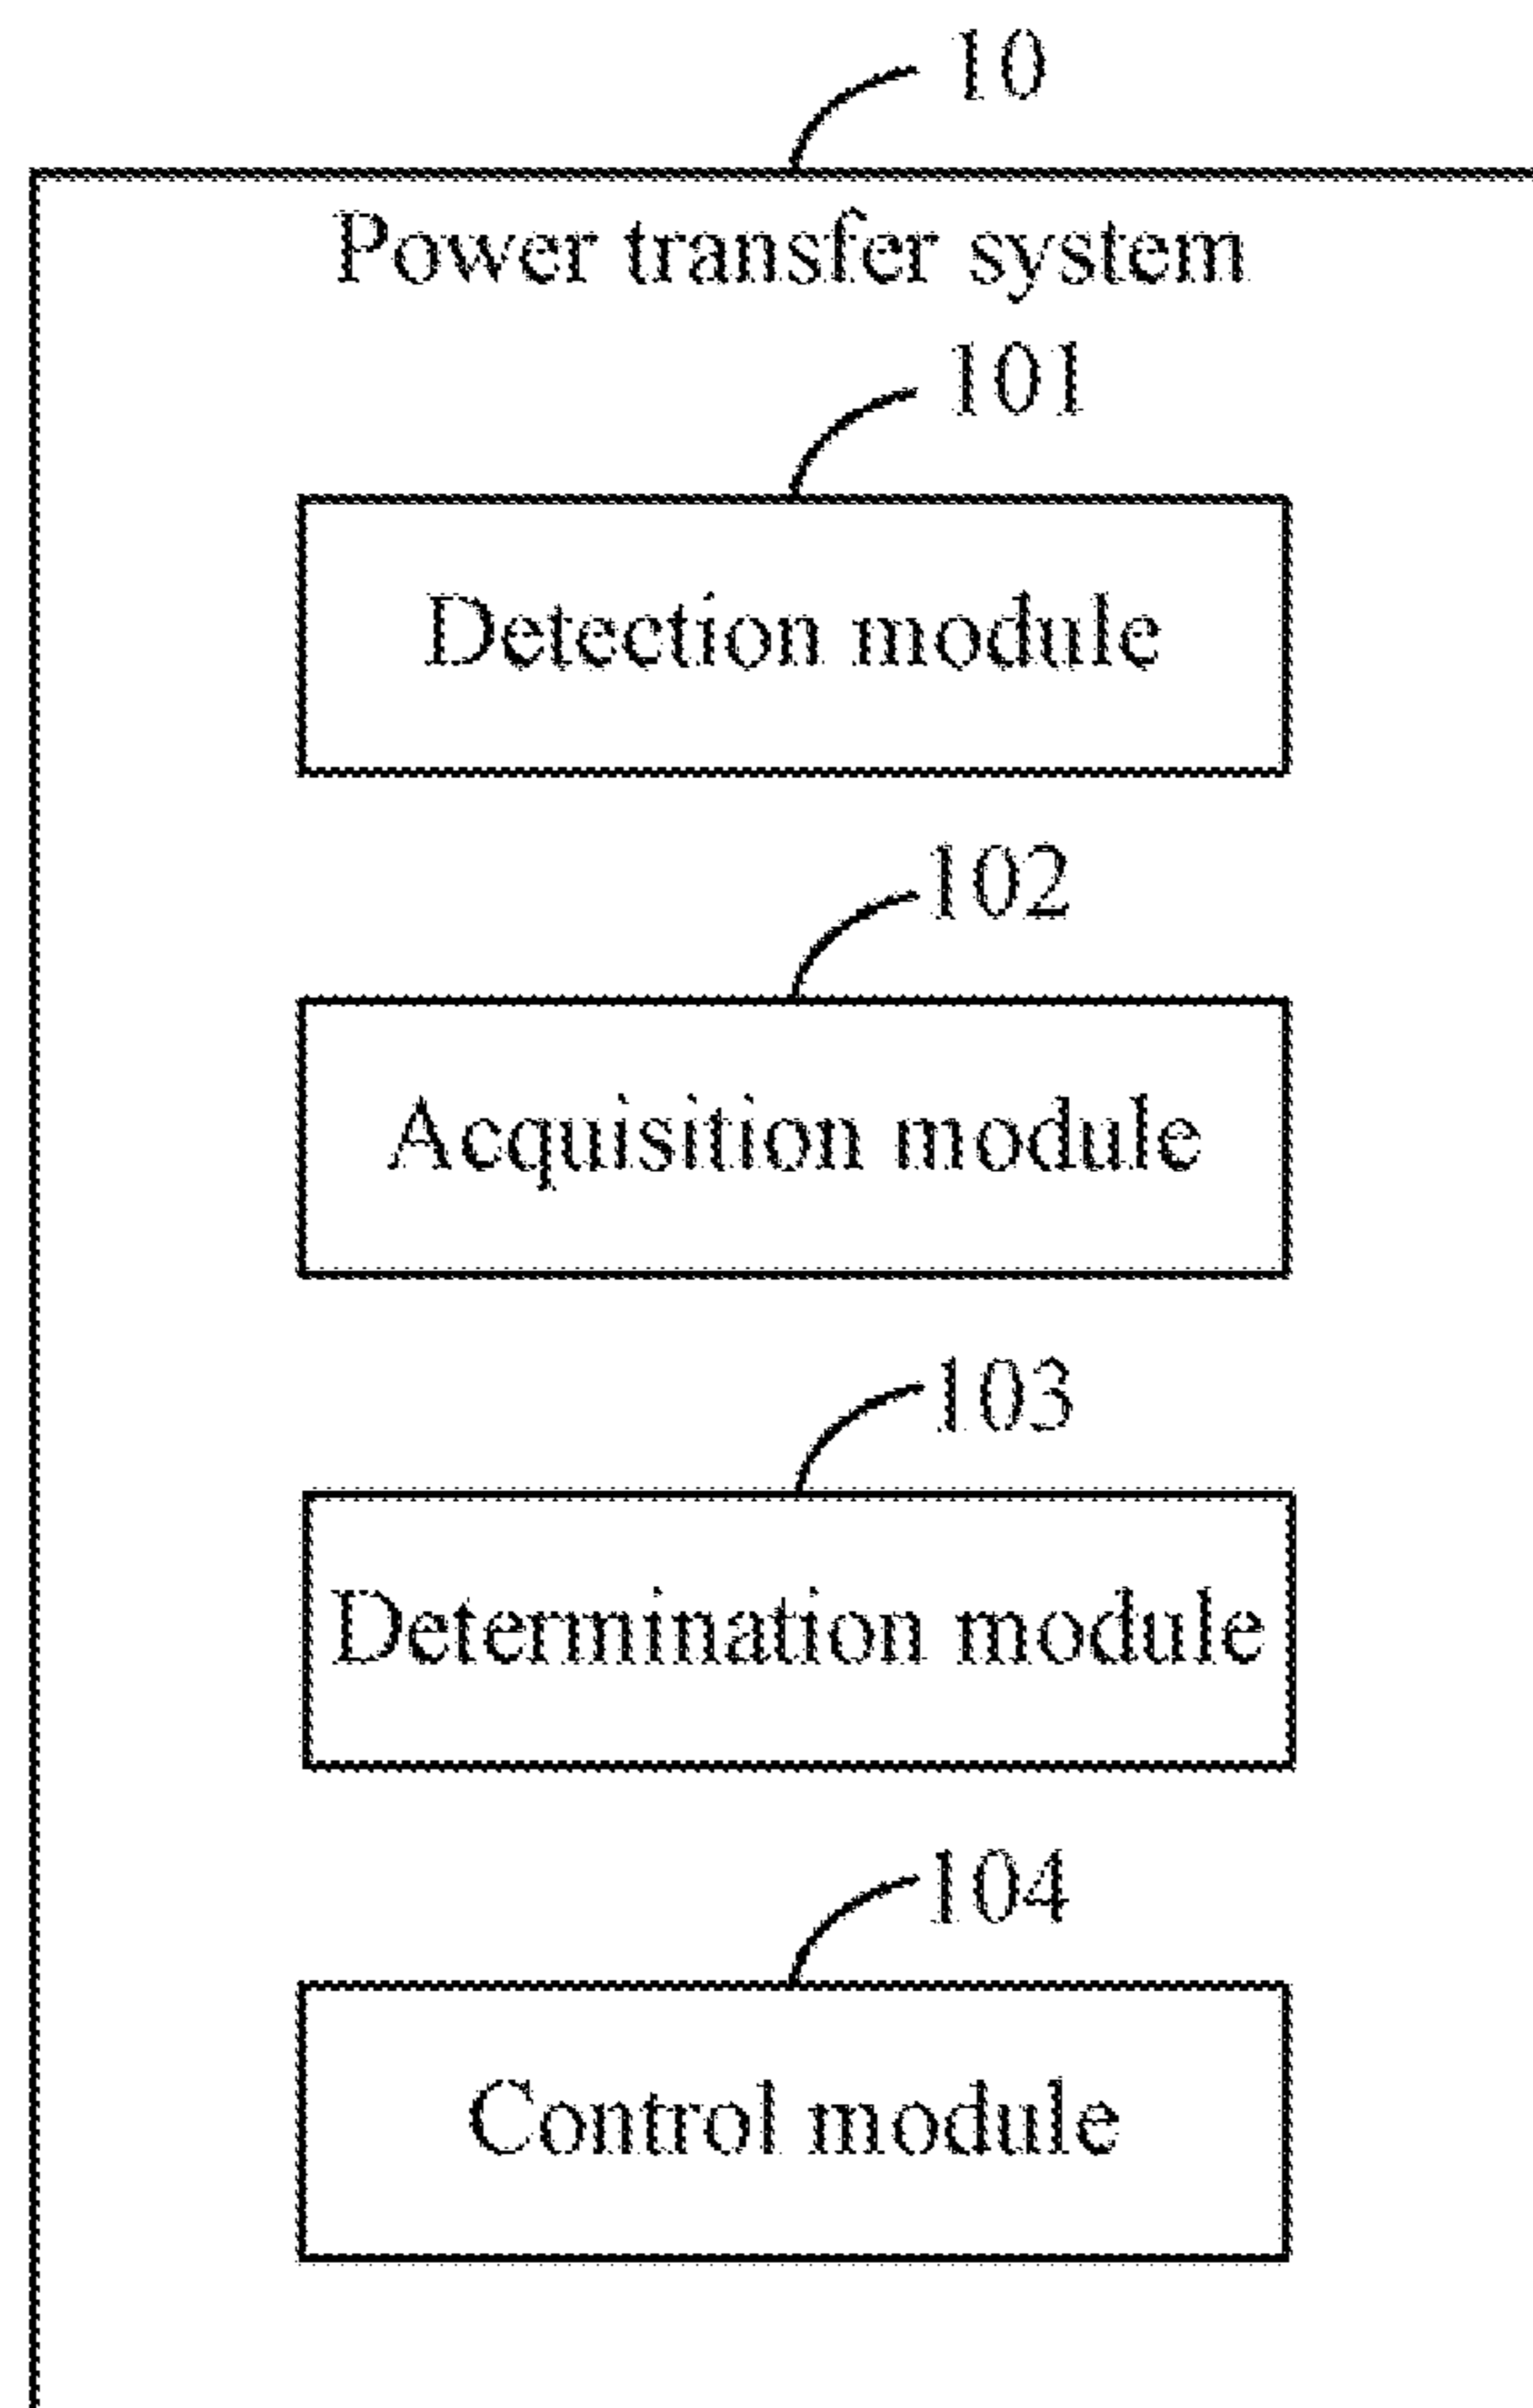 10
Power transfer system
101
Detection module
102
Acquisition module
103
Determination module
104
Control module